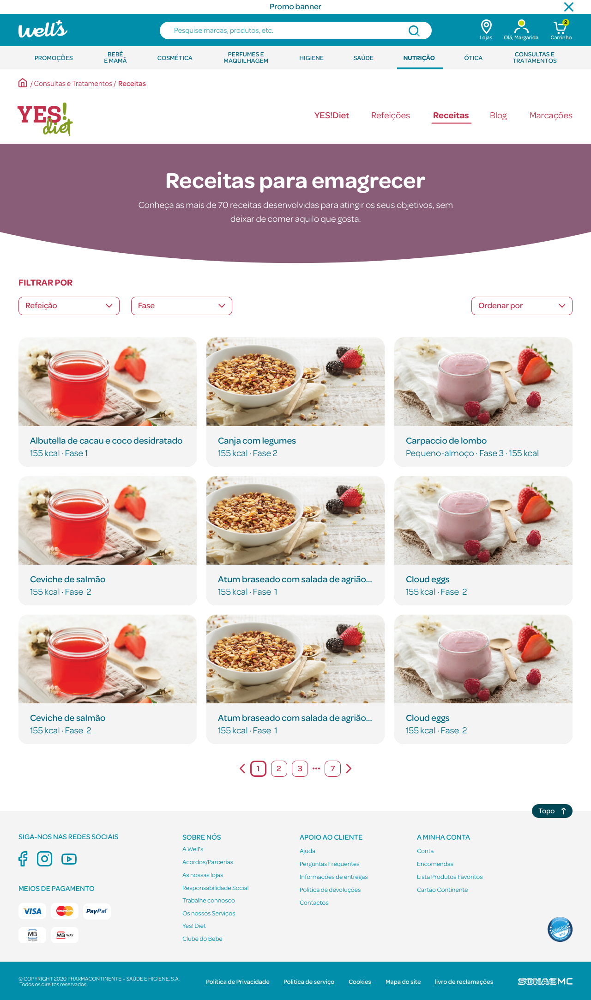 Promo banner
well's
Pesquise marcas, produtos, etc.
Lojas
Olá, Margarida
2
Carrinho
PROMOÇÕES
BEBÉ
E MAMÃ
COSMÉTICA
PERFUMES E
MAQUILHAGEM
HIGIENE
SAÚDE
NUTRIÇÃO
ÓTICA
CONSULTAS E
TRATAMENTOS
/ Consultas e Tratamentos / Receitas
YES!
diet
YES!Diet
Refeições
Receitas
Blog
Marcações
Receitas para emagrecer
Conheça as mais de 70 receitas desenvolvidas para atingir os seus objetivos, sem
deixar de comer aquilo que gosta.
FILTRAR POR
Refeição
Fase
Ordenar por
Albutella de cacau e coco desidratado
155 kcal · Fase 1
Canja com legumes
155 kcal · Fase 2
Carpaccio de lombo
Pequeno-almoço · Fase 3 · 155 kcal
Ceviche de salmão
155 kcal · Fase 2
Atum braseado com salada de agrião...
155 kcal · Fase 1
Cloud eggs
155 kcal · Fase 2
Ceviche de salmão
155 kcal · Fase 2
Atum braseado com salada de agrião...
155 kcal · Fase 1
Cloud eggs
155 kcal · Fase 2
1 2 3 ••• 7
Topo
SIGA-NOS NAS REDES SOCIAIS
MEIOS DE PAGAMENTO
VISA
MasterCard
PayPal
MB
MULTIBANCO
MB WAY
SOBRE NÓS
A Well's
Acordos/Parcerias
As nossas lojas
Responsabilidade Social
Trabalhe connosco
Os nossos Serviços
Yes! Diet
Clube do Bebe
APOIO AO CLIENTE
Ajuda
Perguntas Frequentes
Informações de entregas
Politica de devoluções
Contactos
A MINHA CONTA
Conta
Encomendas
Lista Produtos Favoritos
Cartão Continente
MARCA DE
2016
© COPYRIGHT 2020 PHARMACONTINENTE – SAÚDE E HIGIENE, S.A.
Todos os direitos reservados
Política de Privacidade
Politica de serviço
Cookies
Mapa do site
livro de reclamações
SONAE MC